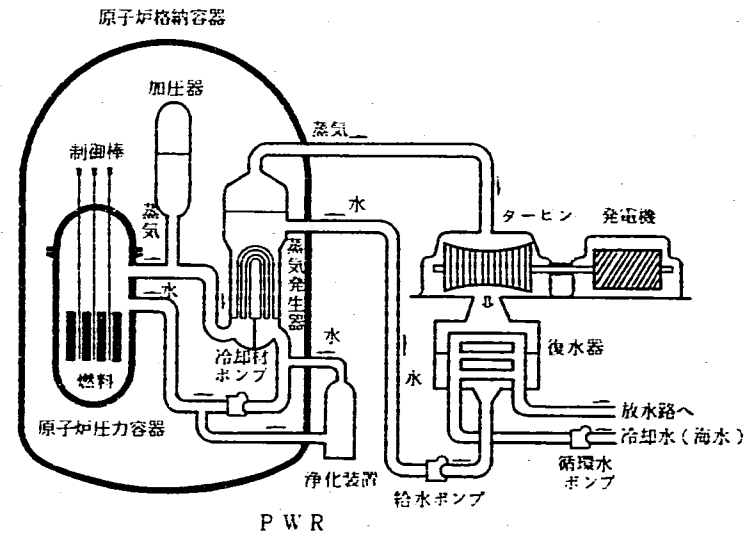 原子炉格納容器
加圧器
制御棒
蒸気
水
燃料
原子炉圧力容器
蒸気発生器
冷却材
ポンプ
水
浄化装置
蒸気
水
水
給水ポンプ
タービン
発電機
復水器
放水路へ
冷却水(海水)
循環水
ポンプ
PWR